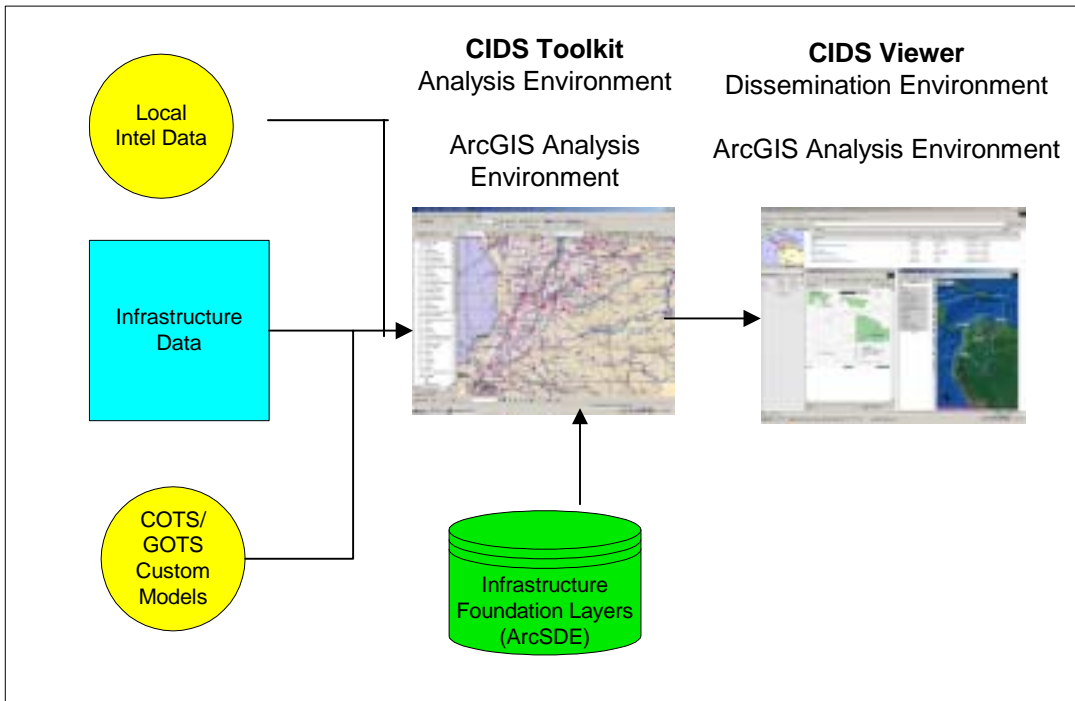 Local
Intel Data
Infrastructure
Data
COTS/
GOTS
Custom
Models
CIDS Toolkit
Analysis Environment
ArcGIS Analysis
Environment
Infrastructure
Foundation Layers
(ArcSDE)
CIDS Viewer
Dissemination Environment
ArcGIS Analysis Environment